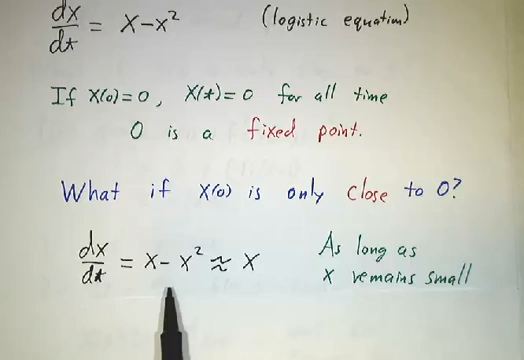 dx/dt = x-x² (logistic equation)
If x(0)=0, x(t)=0 for all time
0 is a fixed point.
What if x(0) is only close to 0?
dx/dt = x-x² ≈ x As long as
x remains small